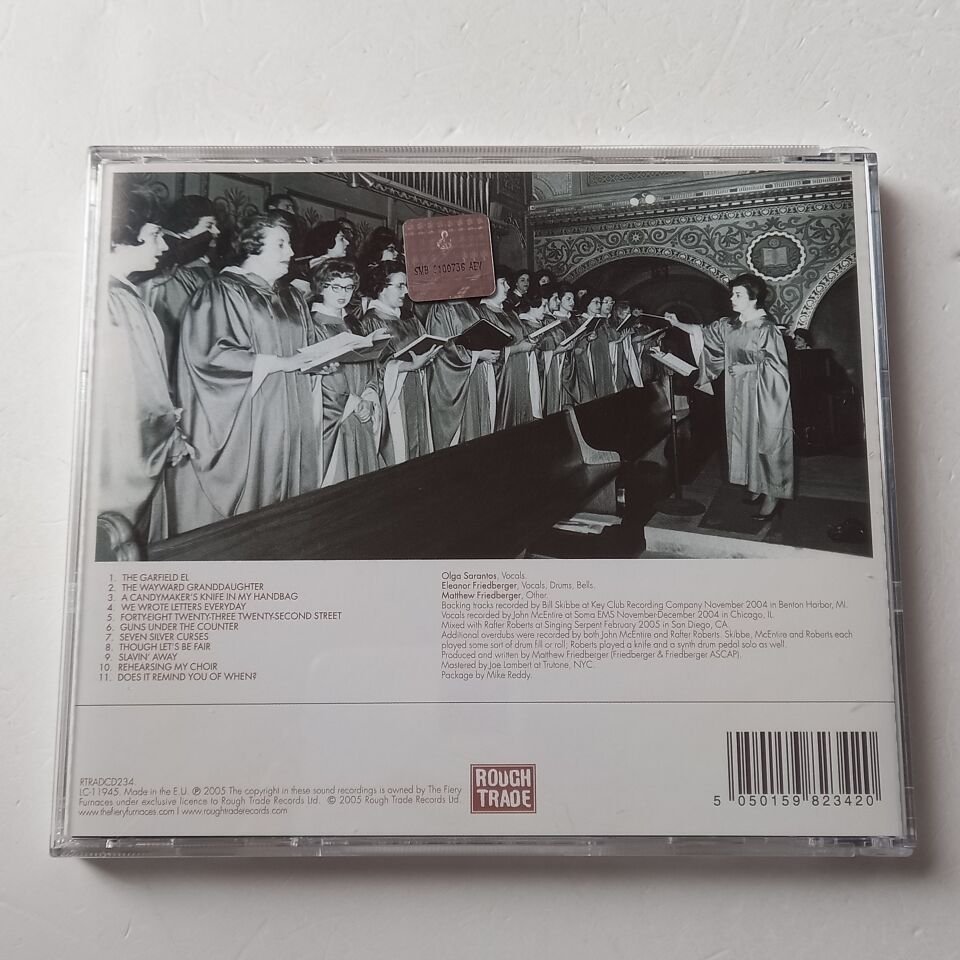 SMB 0100736 AEV
1. THE GARFIELD EL
2. THE WAYWARD GRANDDAUGHTER
3. A CANDYMAKER'S KNIFE IN MY HANDBAG
4. WE WROTE LETTERS EVERYDAY
5. FORTY-EIGHT TWENTY-THREE TWENTY-SECOND STREET
6. GUNS UNDER THE COUNTER
7. SEVEN SILVER CURSES
8. THOUGH LET'S BE FAIR
9. SLAVIN' AWAY
10. REHEARSING MY CHOIR
11. DOES IT REMIND YOU OF WHEN?
Olga Sarantos, Vocals.
Eleanor Friedberger, Vocals, Drums, Bells.
Matthew Friedberger, Other.
Backing tracks recorded by Bill Skibbe at Key Club Recording Company November 2004 in Benton Harbor, MI.
Vocals recorded by John McEntire at Soma EMS November-December 2004 in Chicago, IL.
Mixed with Rafter Roberts at Singing Serpent February 2005 in San Diego, CA.
Additional overdubs were recorded by both John McEntire and Rafter Roberts. Skibbe, McEntire and Roberts each
played some sort of drum fill or roll; Roberts played a knife and a synth drum pedal solo as well.
Produced and written by Matthew Friedberger (Friedberger & Friedberger ASCAP).
Mastered by Joe Lambert at Trutone, NYC.
Package by Mike Reddy.
RTRADCD234.
LC-11945. Made in the E.U. ℗ 2005 The copyright in these sound recordings is owned by The Fiery
Furnaces under exclusive licence to Rough Trade Records Ltd. © 2005 Rough Trade Records Ltd.
www.thefieryfurnaces.com | www.roughtraderecords.com
ROUGH
TRADE
5 050159 823420